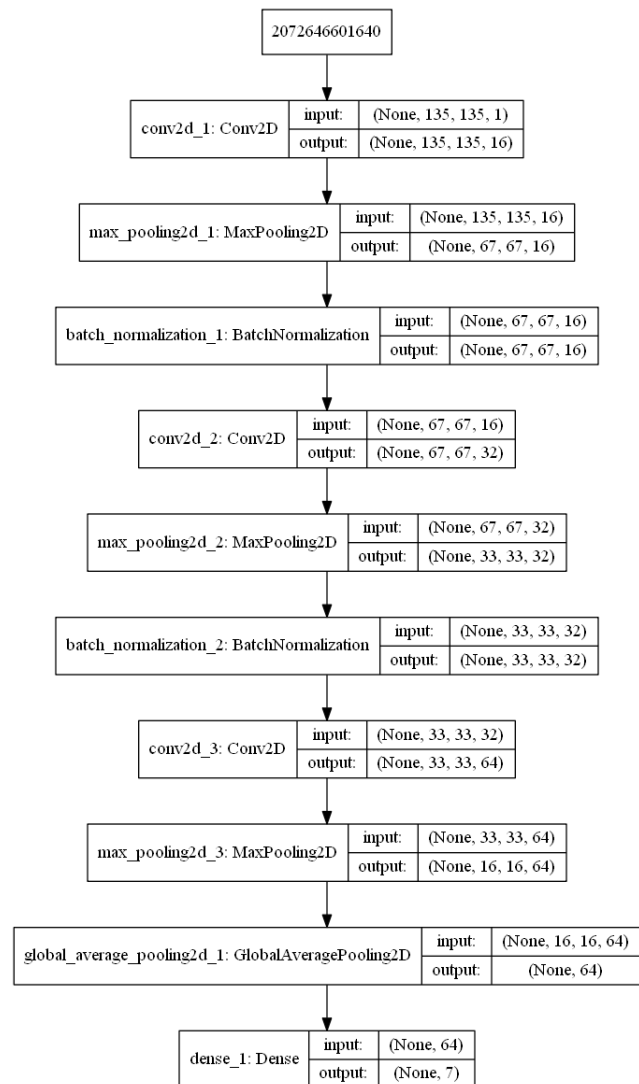 2072646601640
conv2d_1: Conv2D
input: (None, 135, 135, 1)
output: (None, 135, 135, 16)
max_pooling2d_1: MaxPooling2D
input: (None, 135, 135, 16)
output: (None, 67, 67, 16)
batch_normalization_1: BatchNormalization
input: (None, 67, 67, 16)
output: (None, 67, 67, 16)
conv2d_2: Conv2D
input: (None, 67, 67, 16)
output: (None, 67, 67, 32)
max_pooling2d_2: MaxPooling2D
input: (None, 67, 67, 32)
output: (None, 33, 33, 32)
batch_normalization_2: BatchNormalization
input: (None, 33, 33, 32)
output: (None, 33, 33, 32)
conv2d_3: Conv2D
input: (None, 33, 33, 32)
output: (None, 33, 33, 64)
max_pooling2d_3: MaxPooling2D
input: (None, 33, 33, 64)
output: (None, 16, 16, 64)
global_average_pooling2d_1: GlobalAveragePooling2D
input: (None, 16, 16, 64)
output: (None, 64)
dense_1: Dense
input: (None, 64)
output: (None, 7)